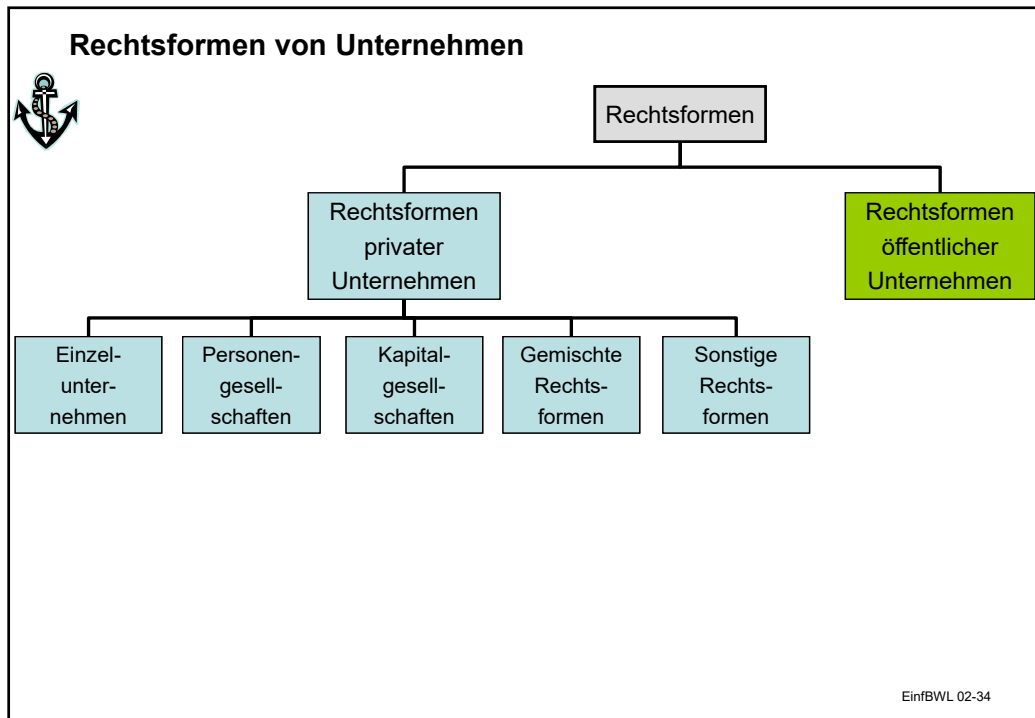 Rechtsformen von Unternehmen
Rechtsformen
Rechtsformen
privater
Unternehmen
Rechtsformen
öffentlicher
Unternehmen
Einzel-
unter-
nehmen
Personen-
gesell-
schaften
Kapital-
gesell-
schaften
Gemischte
Rechts-
formen
Sonstige
Rechts-
formen
EinfBWL 02-34